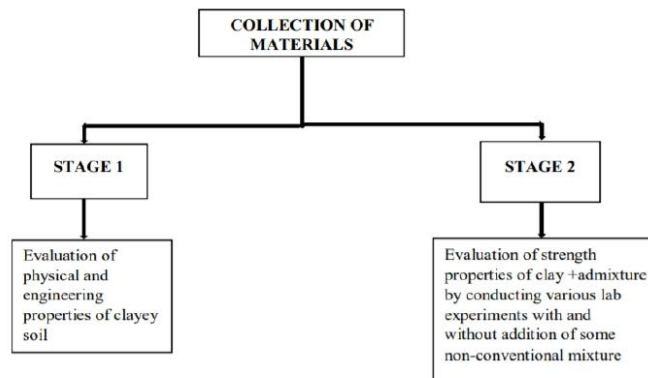 COLLECTION OF
MATERIALS
STAGE 1
STAGE 2
Evaluation of
physical and
engineering
properties of clayey
soil
Evaluation of strength
properties of clay +admixture
by conducting various lab
experiments with and
without addition of some
non-conventional mixture